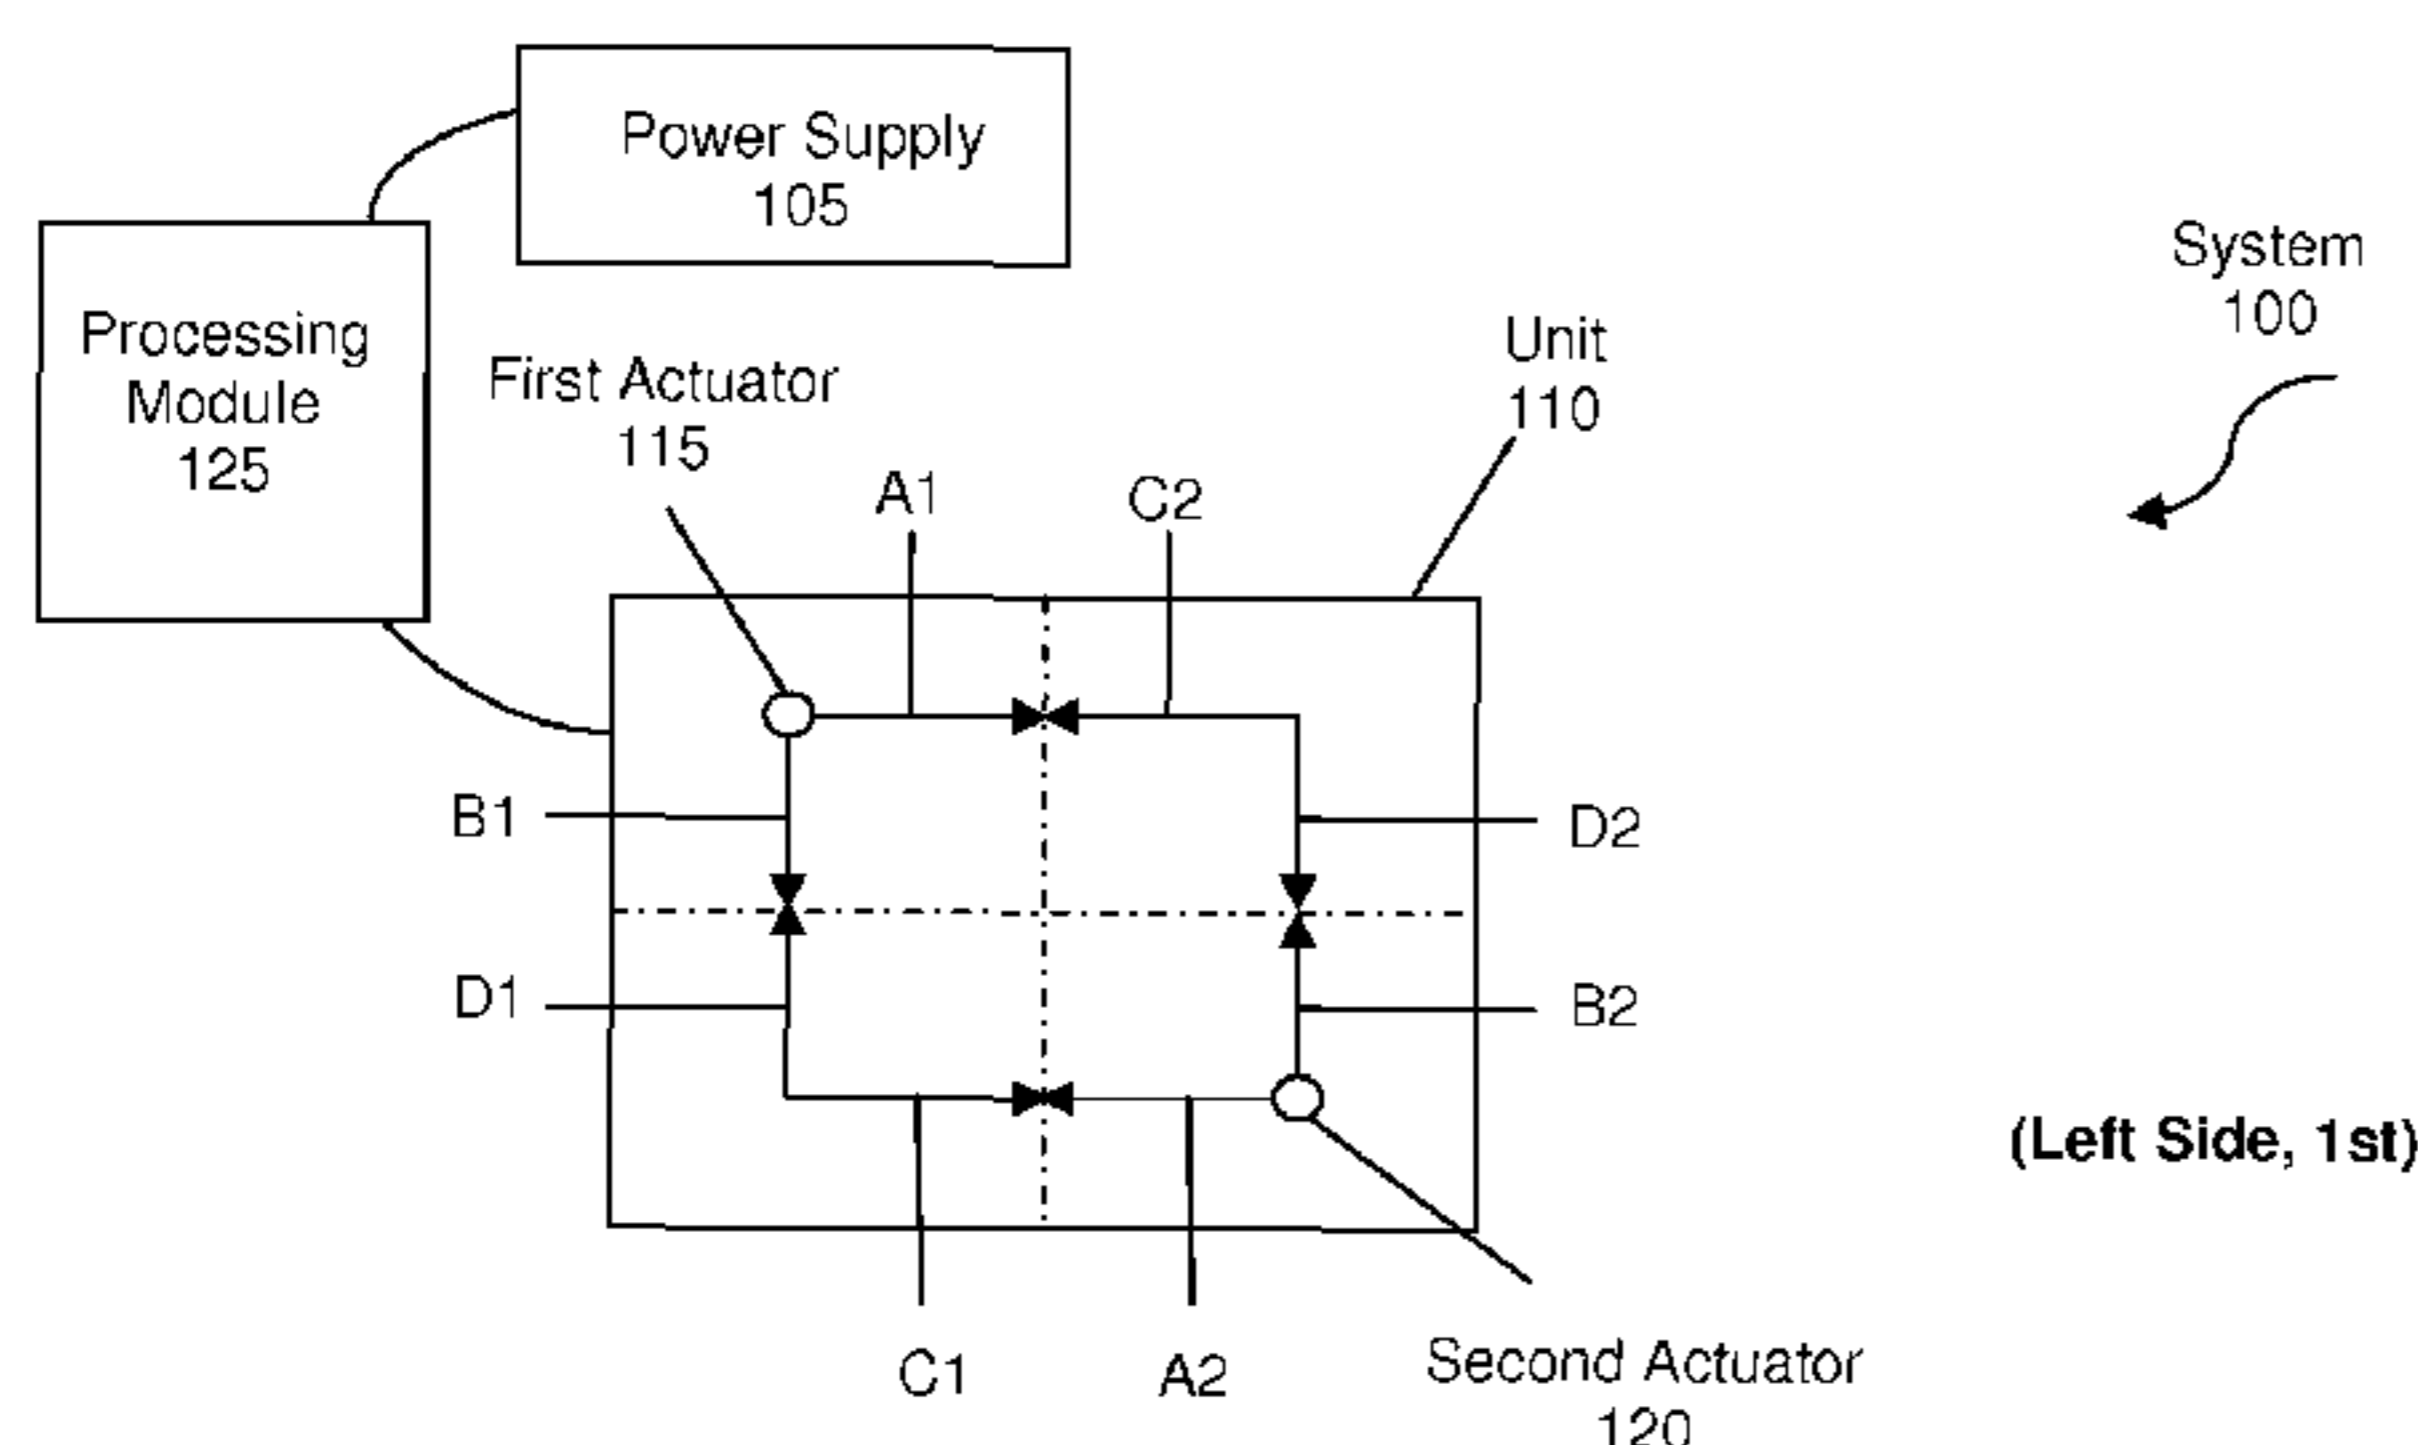 Power Supply
105
System
100
Processing
Module
125
First Actuator
115
Unit
110
A1
C2
B1
D2
D1
B2
(Left Side, 1st)
C1
A2
Second Actuator
120